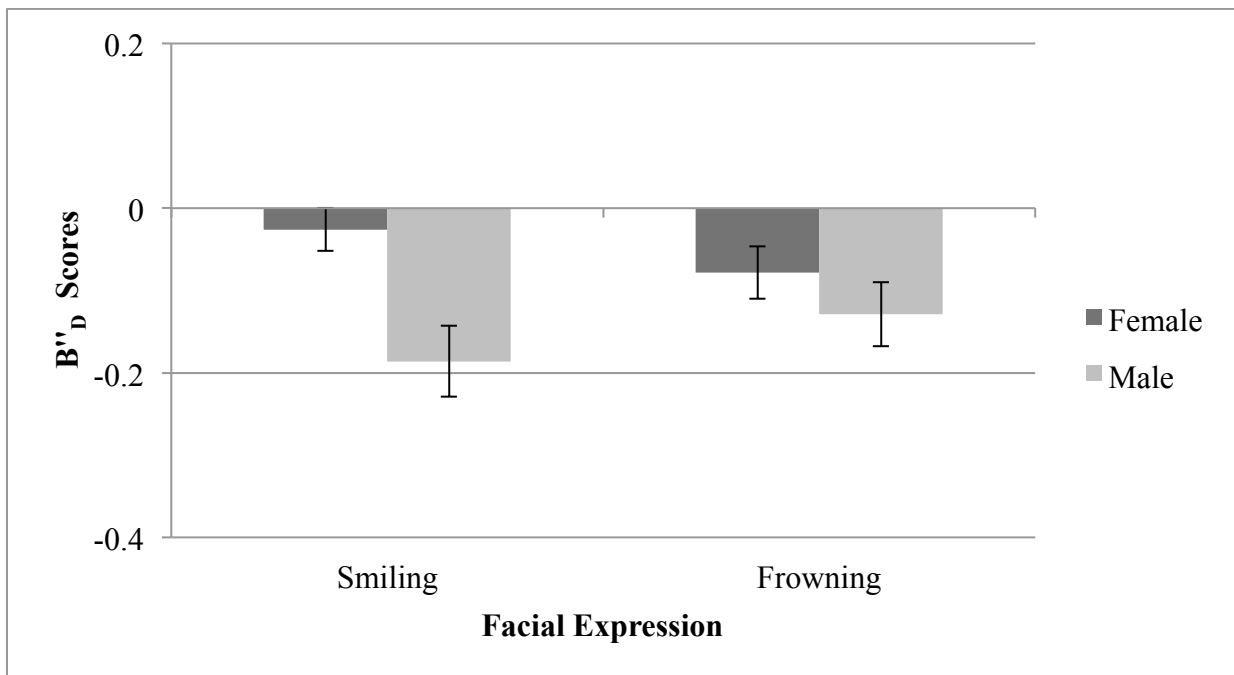 0.2
0
-0.2
-0.4
B''D Scores
Smiling
Frowning
Facial Expression
Female
Male